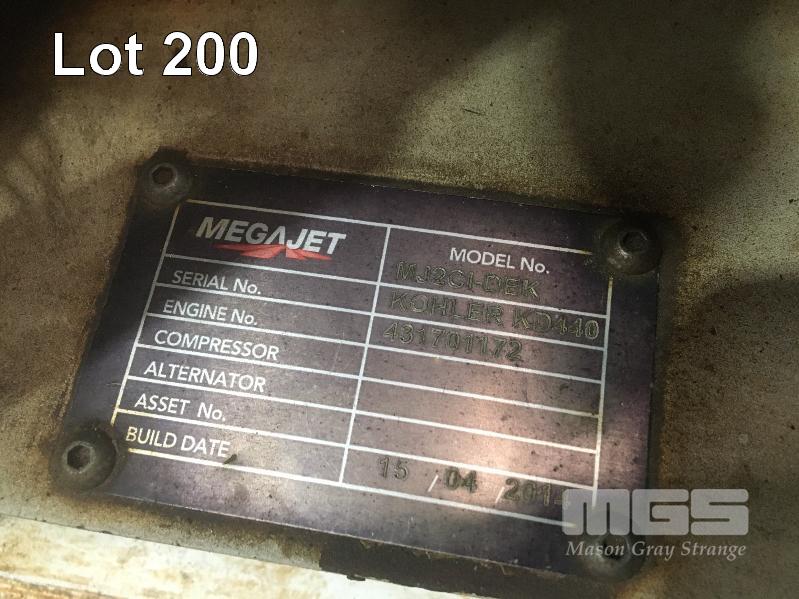 Lot 200
MEGAJET
MODEL No.
MJ2CI-DEK
SERIAL No.
KOHLER KD440
ENGINE No.
431701172
COMPRESSOR
ALTERNATOR
ASSET No.
BUILD DATE
15 / 04 /
MGS
Mason Gray Strange